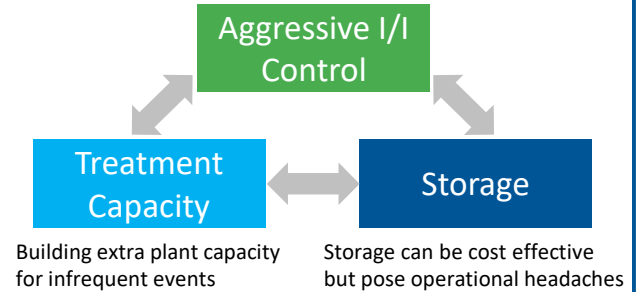 Aggressive I/I
Control
Treatment
Capacity
Storage
Building extra plant capacity
for infrequent events
Storage can be cost effective
but pose operational headaches